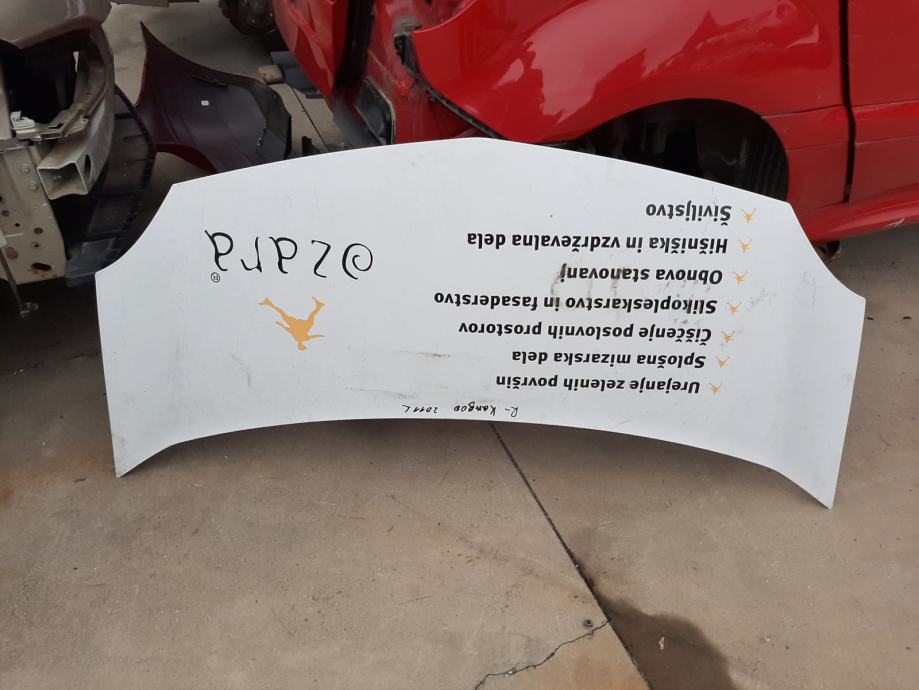 R- Kangoo 2011 L
Urejanje zelenih površin
Splošna mizarska dela
Čiščenje poslovnih prostorov
Slikopleskarstvo in fasaderstvo
Obnova stanovanj
Hišniška in vzdrževalna dela
Šiviljstvo
Ozara®